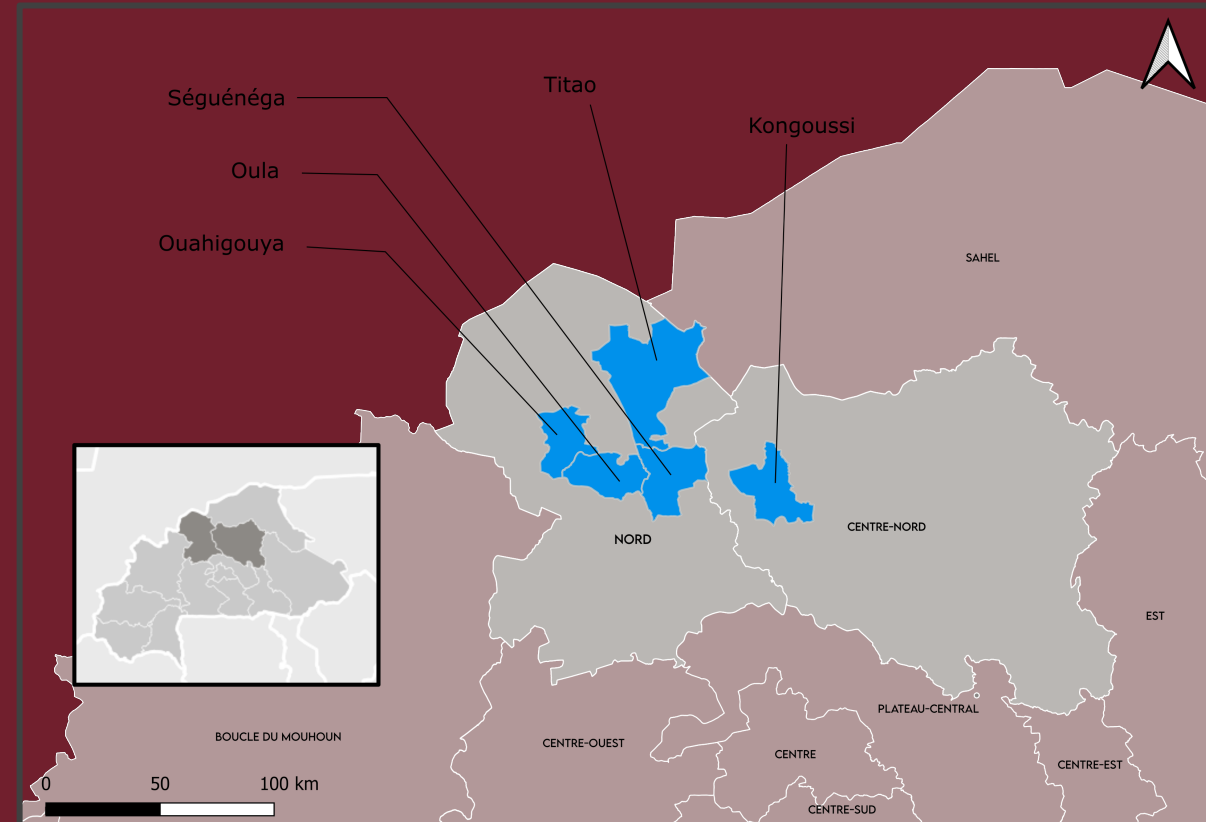 Titao
Séguénéga
Kongoussi
Oula
Ouahigouya
SAHEL
CENTRE-NORD
NORD
EST
PLATEAU-CENTRAL
BOUCLE DU MOUHOUN
CENTRE-OUEST
CENTRE
CENTRE-EST
0 50 100 km
CENTRE-SUD